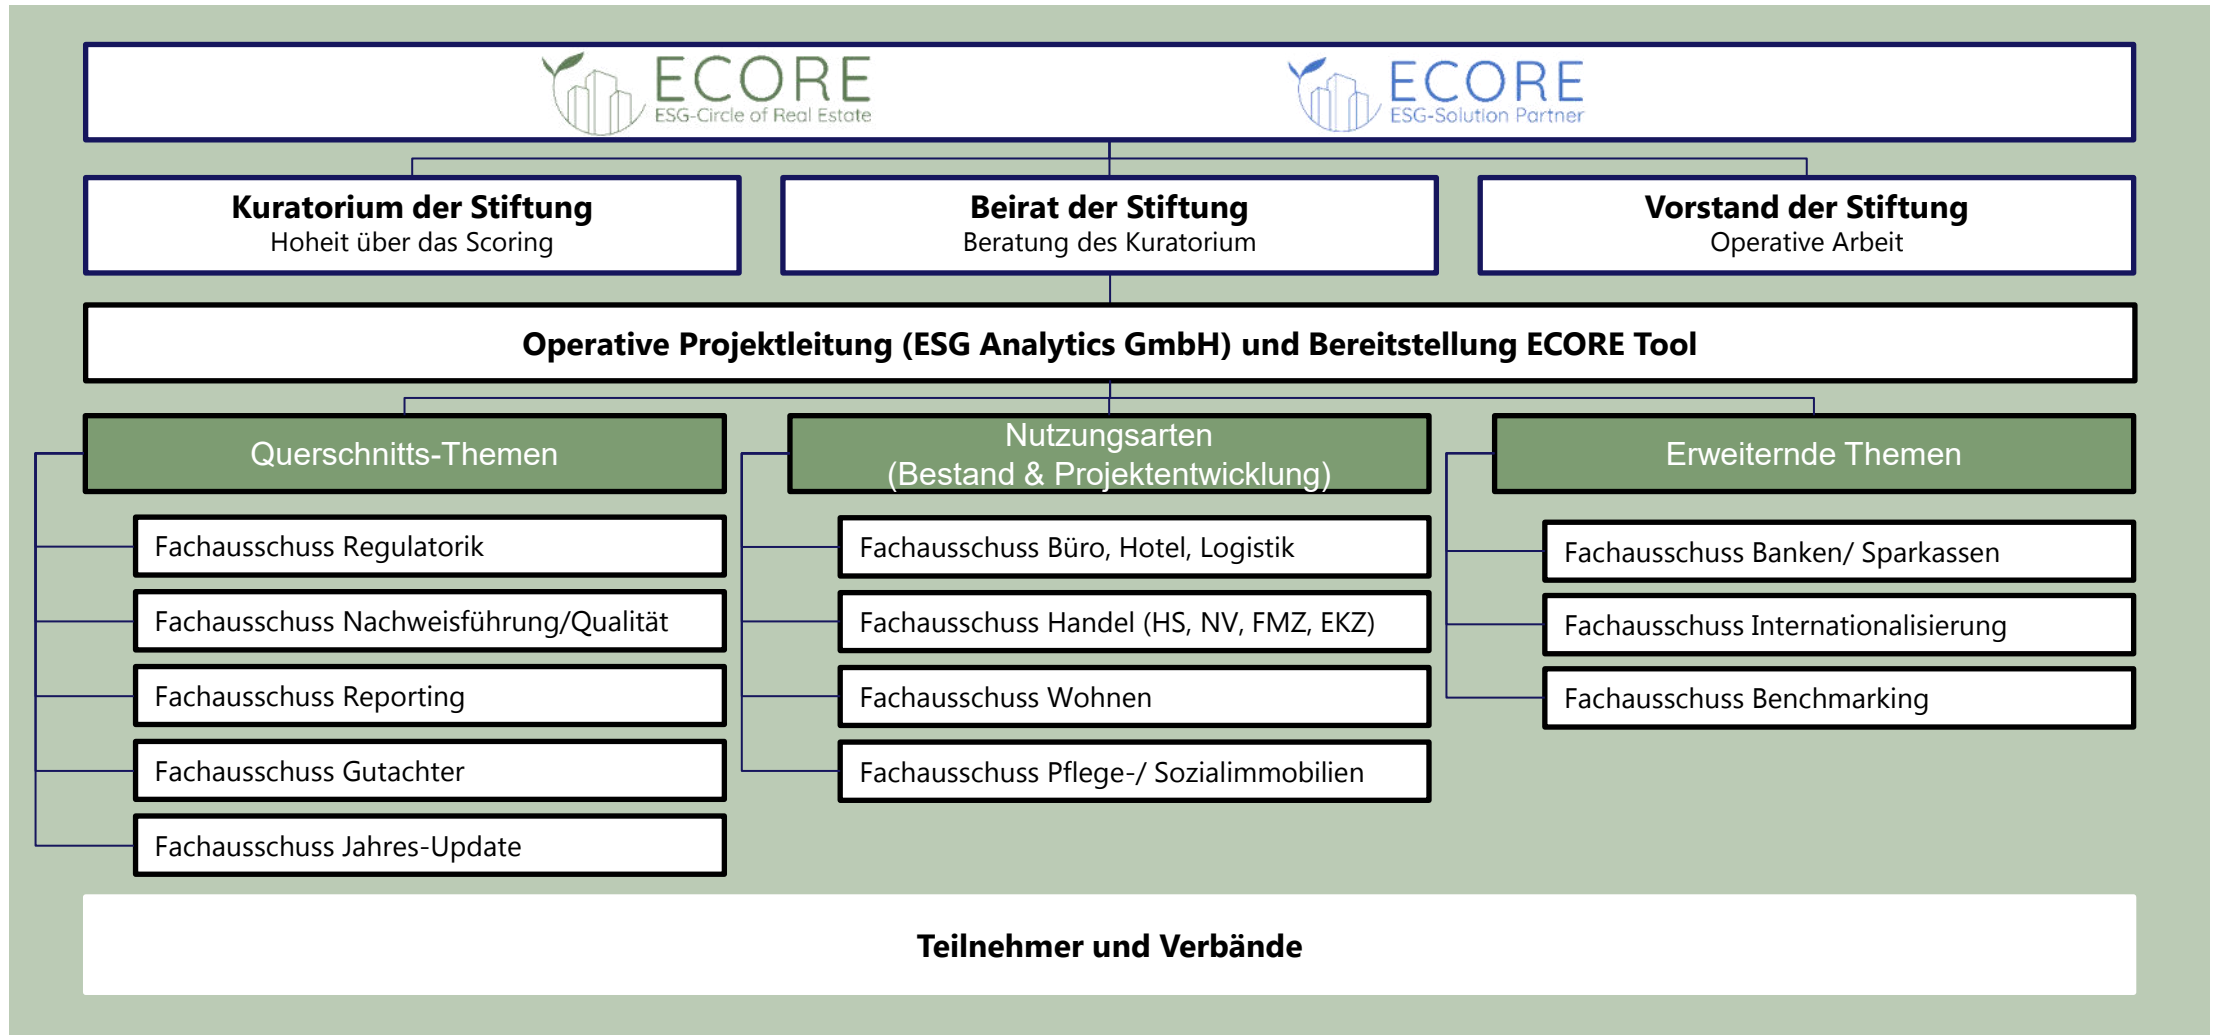 ECORE
ESG-Circle of Real Estate
ECORE
ESG-Solution Partner
Kuratorium der Stiftung
Hoheit über das Scoring
Beirat der Stiftung
Beratung des Kuratorium
Vorstand der Stiftung
Operative Arbeit
Operative Projektleitung (ESG Analytics GmbH) und Bereitstellung ECORE Tool
Querschnitts-Themen
Fachausschuss Regulatorik
Fachausschuss Nachweisführung/Qualität
Fachausschuss Reporting
Fachausschuss Gutachter
Fachausschuss Jahres-Update
Nutzungsarten
(Bestand & Projektentwicklung)
Fachausschuss Büro, Hotel, Logistik
Fachausschuss Handel (HS, NV, FMZ, EKZ)
Fachausschuss Wohnen
Fachausschuss Pflege-/ Sozialimmobilien
Erweiternde Themen
Fachausschuss Banken/ Sparkassen
Fachausschuss Internationalisierung
Fachausschuss Benchmarking
Teilnehmer und Verbände